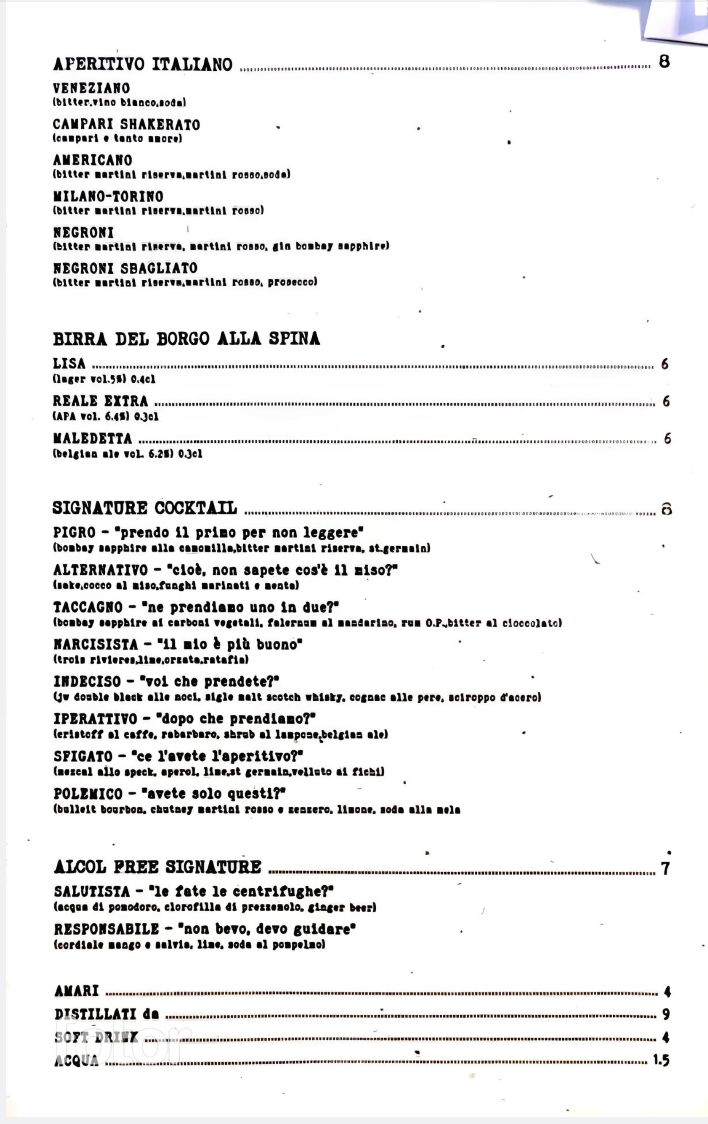 APERITIVO ITALIANO ........ 8
VENEZIANO
(bitter,vino bianco,soda)
CAMPARI SHAKERATO
(campari e tanto amore)
AMERICANO
(bitter martini riserva,martini rosso,soda)
MILANO-TORINO
(bitter martini riserva,martini rosso)
NEGRONI
(bitter martini riserva, martini rosso, gin bombay sapphire)
NEGRONI SBAGLIATO
(bitter martini riserva,martini rosso, prosecco)
BIRRA DEL BORGO ALLA SPINA
LISA ........ 6
(lager vol.5%) 0.4cl
REALE EXTRA ........ 6
(APA vol. 6.4%) 0.3cl
MALEDETTA ........ 6
(belgian ale vol. 6.2%) 0.3cl
SIGNATURE COCKTAIL ........ 8
PIGRO - "prendo il primo per non leggere"
(bombay sapphire alla camomilla,bitter martini riserva, st.germain)
ALTERNATIVO - "cioè, non sapete cos'è il miso?"
(sake,cocco al miso,funghi marinati e menta)
TACCAGNO - "ne prendiamo uno in due?"
(bombay sapphire ai carboni vegetali, falernum al mandarino, rum O.P.,bitter al cioccolato)
NARCISISTA - "il mio è più buono"
(trois rivieres,lime,orzata,ratafia)
INDECISO - "voi che prendete?"
(jw double black alle noci, sigle malt scotch whisky, cognac alle pere, sciroppo d'acero)
IPERATTIVO - "dopo che prendiamo?"
(eristoff al caffe, rabarbaro, shrub al lampone,belgian ale)
SFIGATO - "ce l'avete l'aperitivo?"
(mezcal allo speck, aperol, lime,st germain,velluto ai fichi)
POLEMICO - "avete solo questi?"
(bulleit bourbon, chutney martini rosso e zenzero, limone, soda alla mela
ALCOL FREE SIGNATURE ........ 7
SALUTISTA - "le fate le centrifughe?"
(acqua di pomodoro, clorofilla di prezzemolo, ginger beer)
RESPONSABILE - "non bevo, devo guidare"
(cordiale mango e salvia, lime, soda al pompelmo)
AMARI ........ 4
DISTILLATI da ........ 9
SOFT DRINK ........ 4
ACQUA ........ 1.5